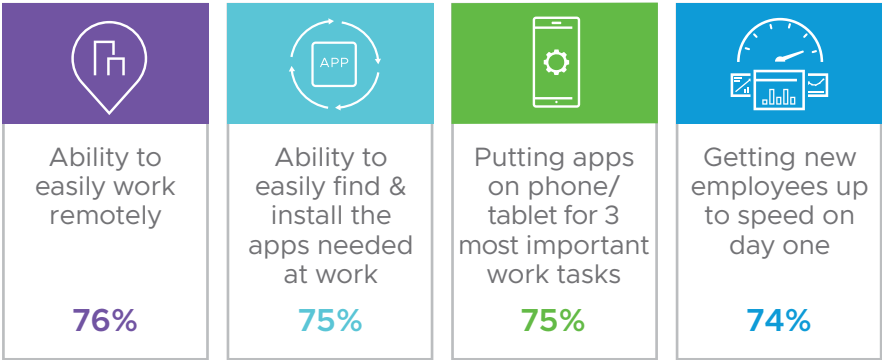 APP
Ability to
easily work
remotely
76%
Ability to
easily find &
install the
apps needed
at work
75%
Putting apps
on phone/
tablet for 3
most important
work tasks
75%
Getting new
employees up
to speed on
day one
74%